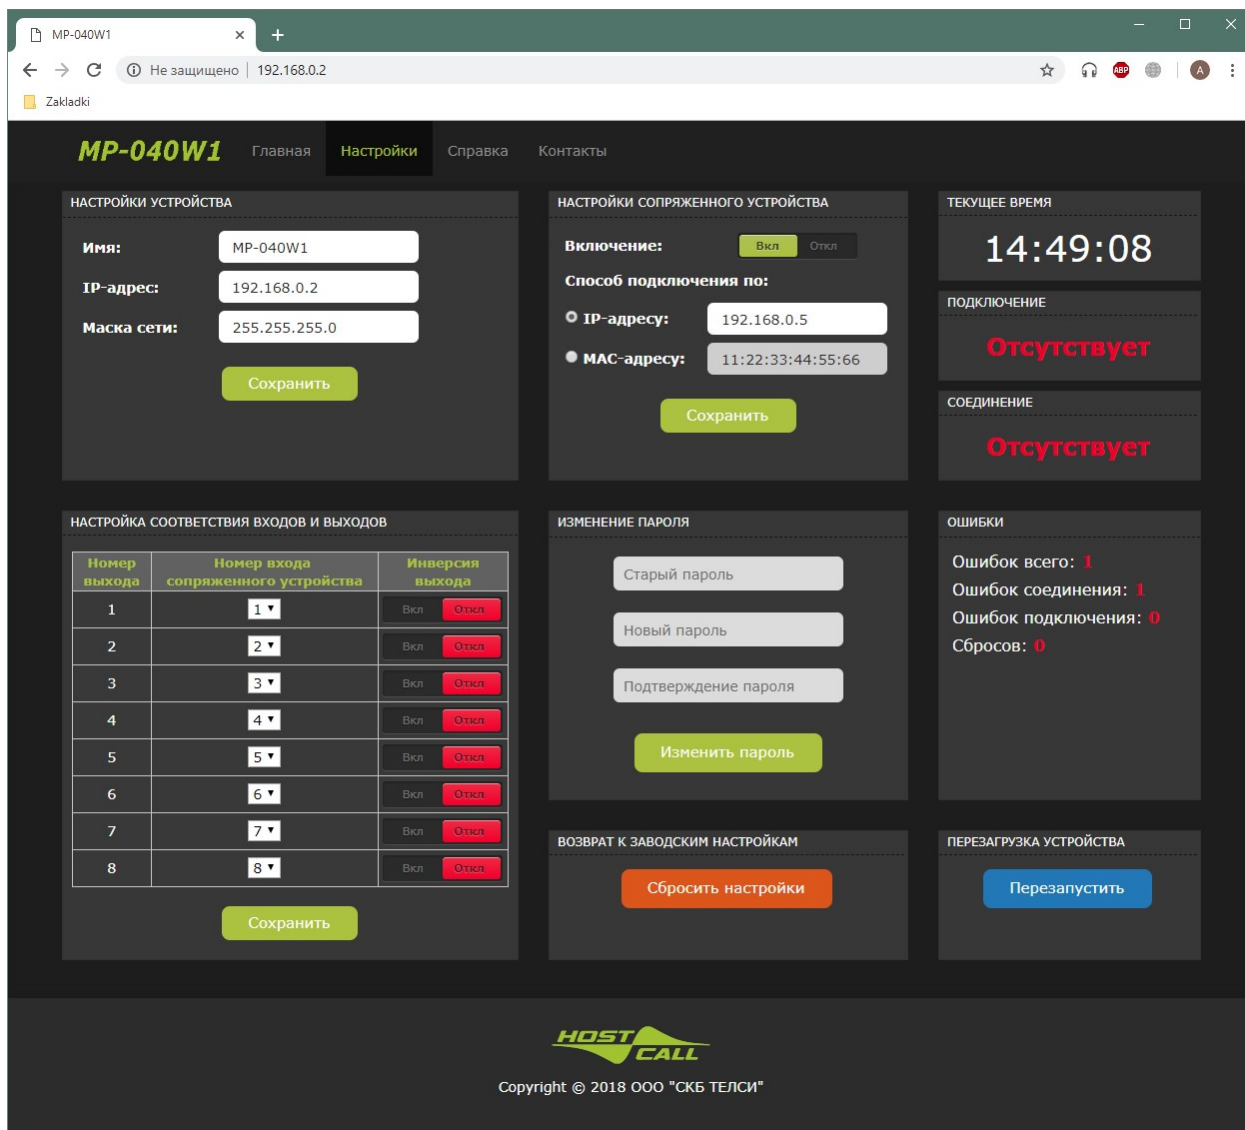 MP-040W1
Не защищено
192.168.0.2
ABP
A
Zakladki
MP-040W1
Главная
Настройки
Справка
Контакты
НАСТРОЙКИ УСТРОЙСТВА
Имя: MP-040W1
IP-адрес: 192.168.0.2
Маска сети: 255.255.255.0
Сохранить
НАСТРОЙКИ СОПРЯЖЕННОГО УСТРОЙСТВА
Включение: Вкл Откл
Способ подключения по:
IP-адресу: 192.168.0.5
MAC-адресу: 11:22:33:44:55:66
Сохранить
ТЕКУЩЕЕ ВРЕМЯ
14:49:08
ПОДКЛЮЧЕНИЕ
Отсутствует
СОЕДИНЕНИЕ
Отсутствует
НАСТРОЙКА СООТВЕТСТВИЯ ВХОДОВ И ВЫХОДОВ
Номер выхода
Номер входа сопряженного устройства
Инверсия выхода
1 1 Вкл Откл
2 2 Вкл Откл
3 3 Вкл Откл
4 4 Вкл Откл
5 5 Вкл Откл
6 6 Вкл Откл
7 7 Вкл Откл
8 8 Вкл Откл
Сохранить
ИЗМЕНЕНИЕ ПАРОЛЯ
Старый пароль
Новый пароль
Подтверждение пароля
Изменить пароль
ОШИБКИ
Ошибок всего: 1
Ошибок соединения: 1
Ошибок подключения: 0
Сбросов: 0
ВОЗВРАТ К ЗАВОДСКИМ НАСТРОЙКАМ
Сбросить настройки
ПЕРЕЗАГРУЗКА УСТРОЙСТВА
Перезапустить
HOST
CALL
Copyright © 2018 ООО "СКБ ТЕЛСИ"